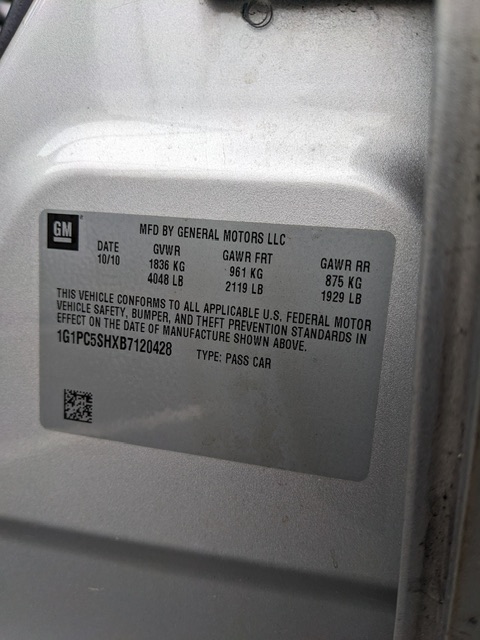 GM
MFD BY GENERAL MOTORS LLC
DATE GVWR GAWR FRT GAWR RR
10/10 1836 KG 961 KG 875 KG
4048 LB 2119 LB 1929 LB
THIS VEHICLE CONFORMS TO ALL APPLICABLE U.S. FEDERAL MOTOR
VEHICLE SAFETY, BUMPER, AND THEFT PREVENTION STANDARDS IN
EFFECT ON THE DATE OF MANUFACTURE SHOWN ABOVE.
1G1PC5SHXB7120428 TYPE: PASS CAR